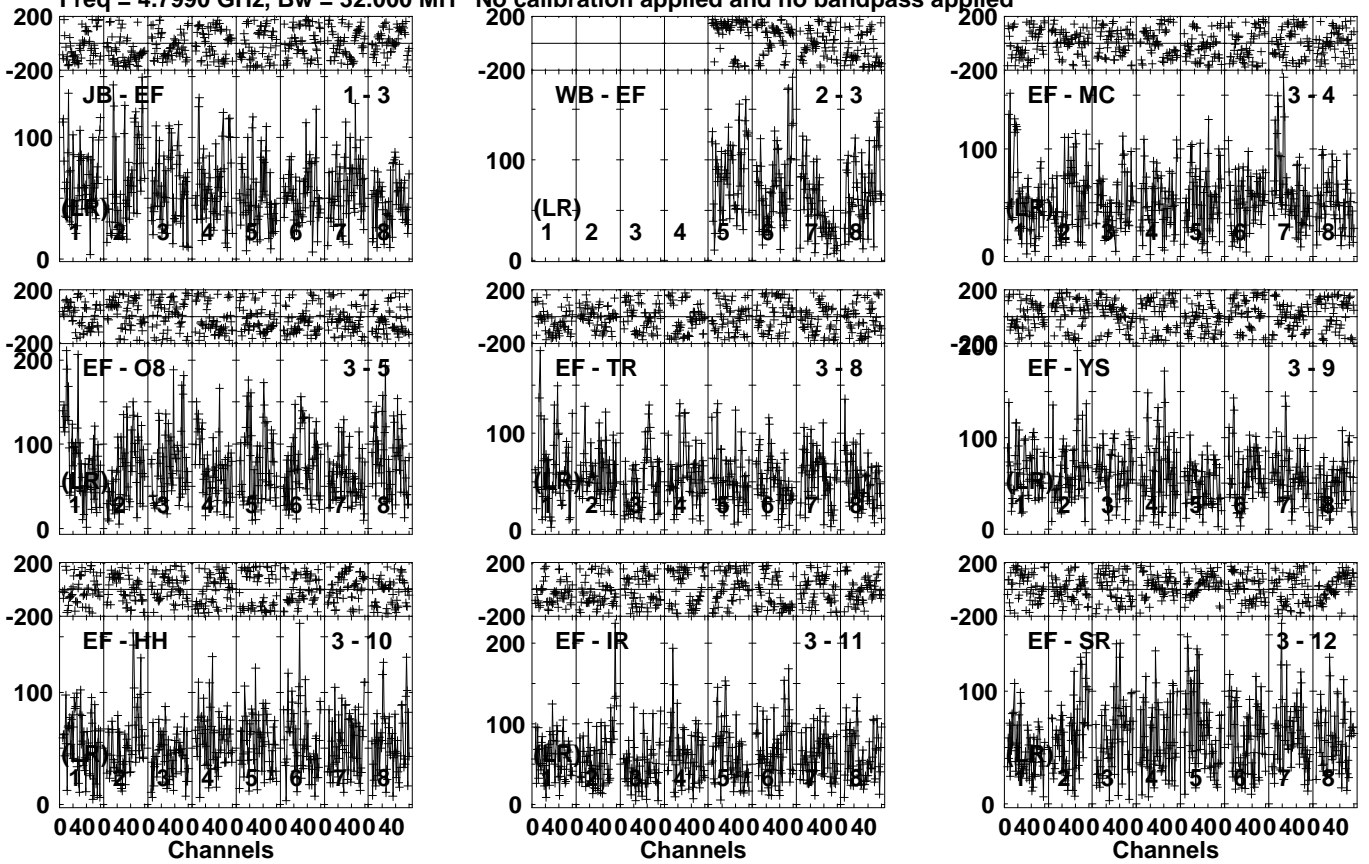 Freq = 4.7990 GHz, Bw = 32.000 MH No calibration applied and no bandpass applied
200 200 200
-200 -200 -200
JB - EF 1 - 3 WB - EF 2 - 3 EF - MC 3 - 4
100 100 100
(LR) (LR) (LR)
1 2 3 4 5 6 7 8 1 2 3 4 5 6 7 8 1 2 3 4 5 6 7 8
0 0 0
200 200 200
-200 -200 -200
200 200
EF - O8 3 - 5 EF - TR 3 - 8 EF - YS 3 - 9
100 100 100
(LR) (LR) (LR)
1 2 3 4 5 6 7 8 1 2 3 4 5 6 7 8 1 2 3 4 5 6 7 8
0 0 0
200 200 200
-200 -200 -200
EF - HH 3 - 10 EF - IR 3 - 11 EF - SR 3 - 12
200
100 100 100
(LR) (LR) (LR)
1 2 3 4 5 6 7 8 1 2 3 4 5 6 7 8 1 2 3 4 5 6 7 8
0 0 0
0 40 0 40 0 40 0 40 0 40 0 40 0 40 0 40 0 40 0 40 0 40 0 40 0 40 0 40 0 40 0 40 0 40 0 40 0 40 0 40 0 40 0 40 0 40 0 40
Channels Channels Channels